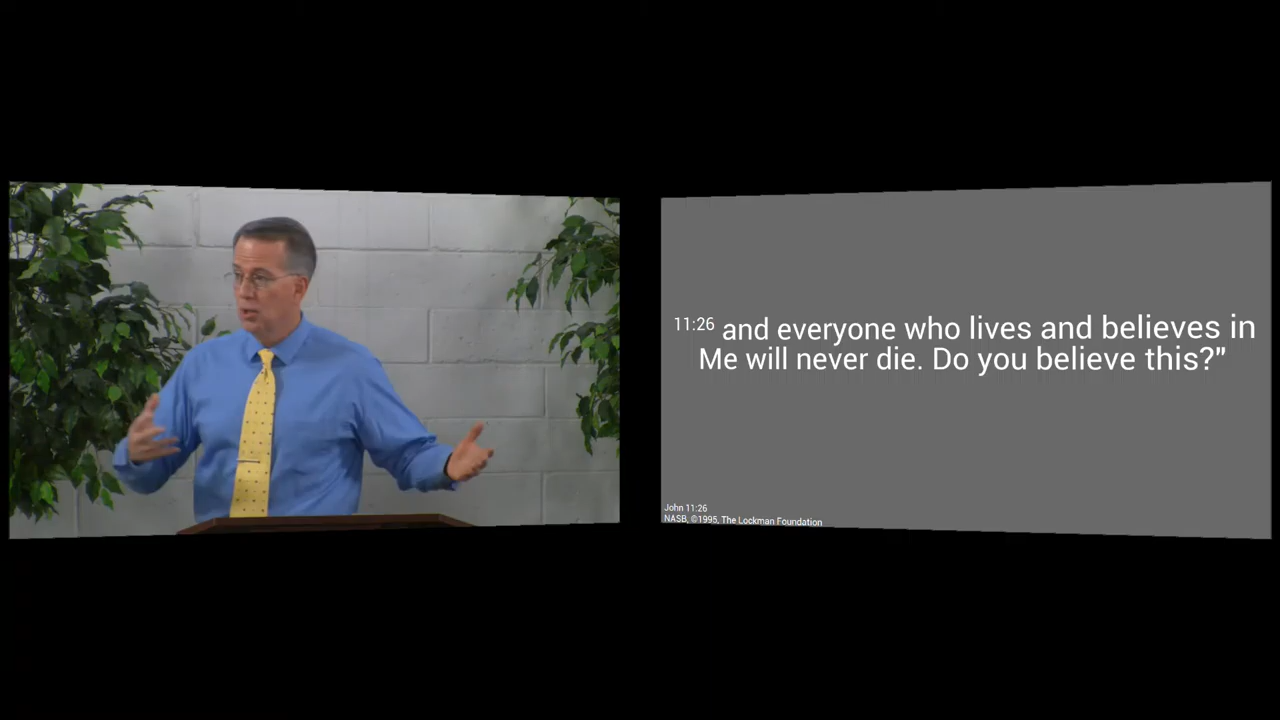 11:26 and everyone who lives and believes in
Me will never die. Do you believe this?"
John 11:26
NASB, ©1995, The Lockman Foundation